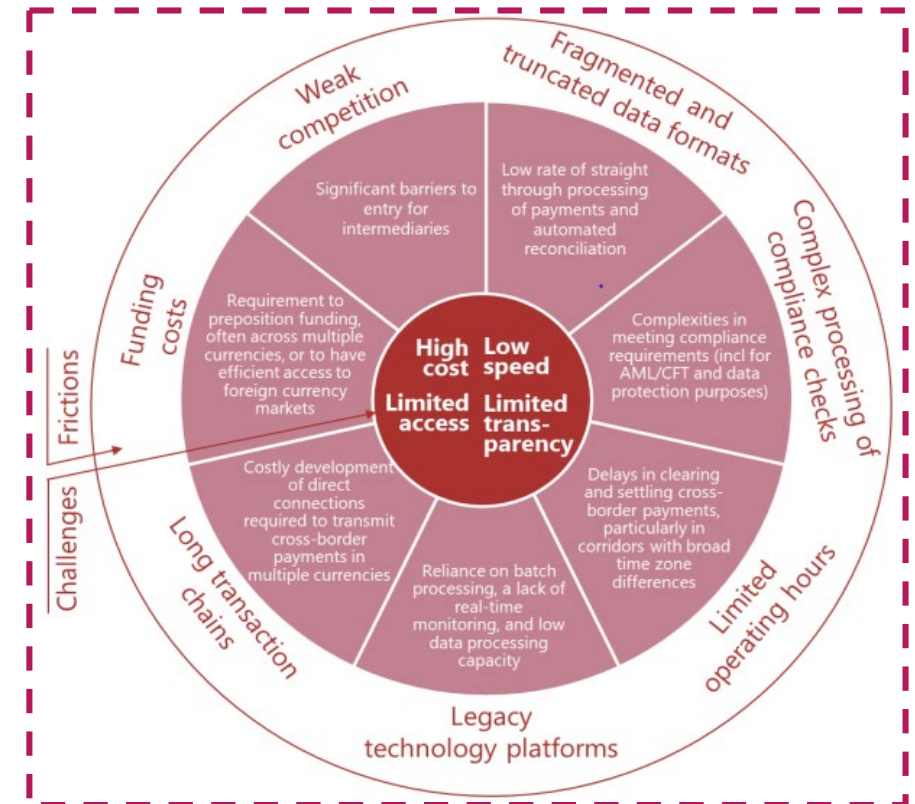 Weak
competition
Fragmented and
truncated data formats
Complex processing of
compliance checks
Limited
operating hours
Legacy
technology platforms
Long transaction
chains
Funding
costs
Significant barriers to
entry for
intermediaries
Low rate of straight
through processing
of payments and
automated
reconciliation
Complexities in
meeting compliance
requirements (incl for
AML/CFT and data
protection purposes)
Delays in clearing
and settling cross-
border payments,
particularly in
corridors with broad
time zone
differences
Reliance on batch
processing, a lack of
real-time
monitoring, and low
data processing
capacity
Costly development
of direct
connections
required to transmit
cross-border
payments in
multiple currencies
Requirement to
preposition funding,
often across multiple
currencies, or to have
efficient access to
foreign currency
markets
High
cost
Low
speed
Limited
access
Limited
trans-
parency
Frictions
Challenges